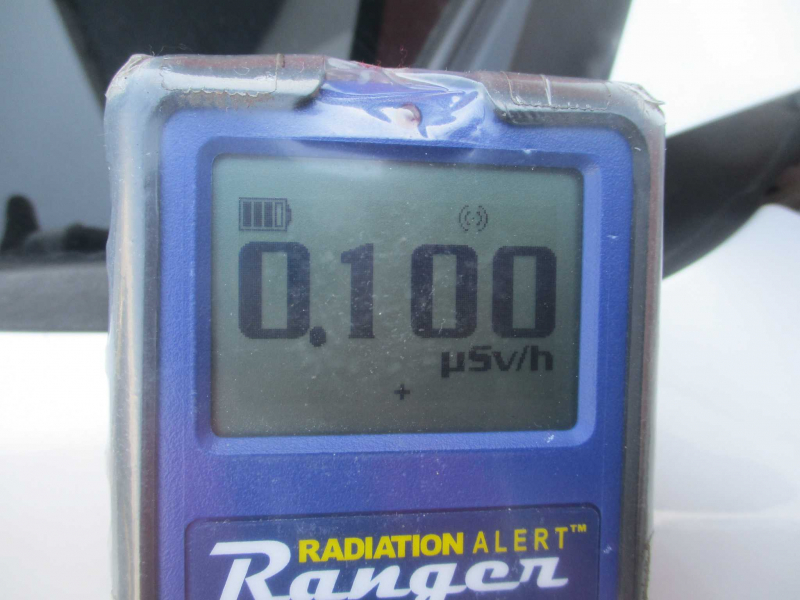 0.100
µSv/h
+
RADIATION ALERT™
Ranger